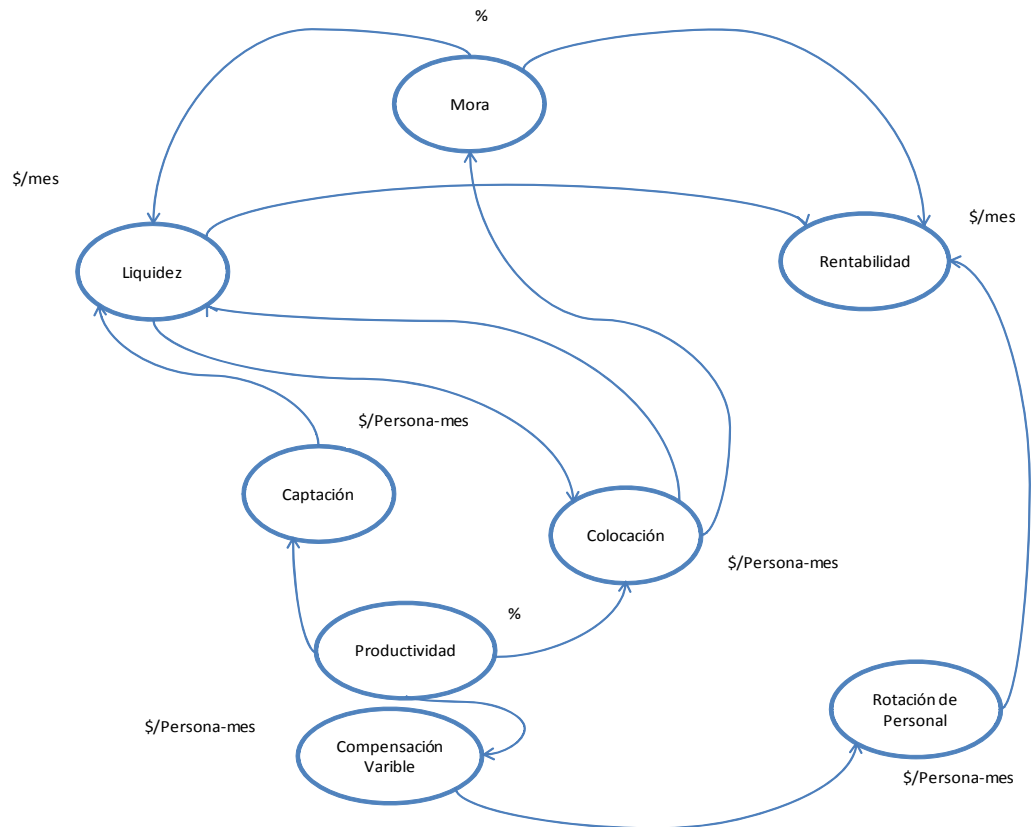 %
Mora
$/mes
$/mes
Liquidez
Rentabilidad
$/Persona-mes
Captación
Colocación
$/Persona-mes
%
Productividad
$/Persona-mes
Rotación de
Personal
Compensación
Varible
$/Persona-mes